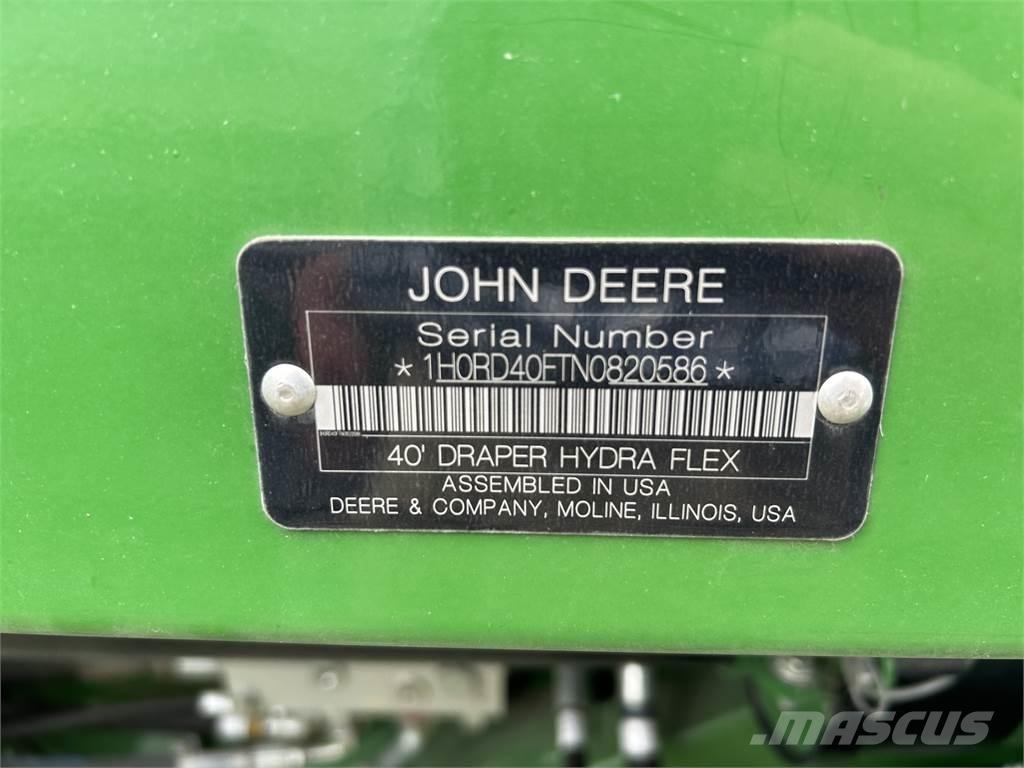 JOHN DEERE
Serial Number
*1H0RD40FTN0820586*
40' DRAPER HYDRA FLEX
ASSEMBLED IN USA
DEERE & COMPANY, MOLINE, ILLINOIS, USA
MASCUS